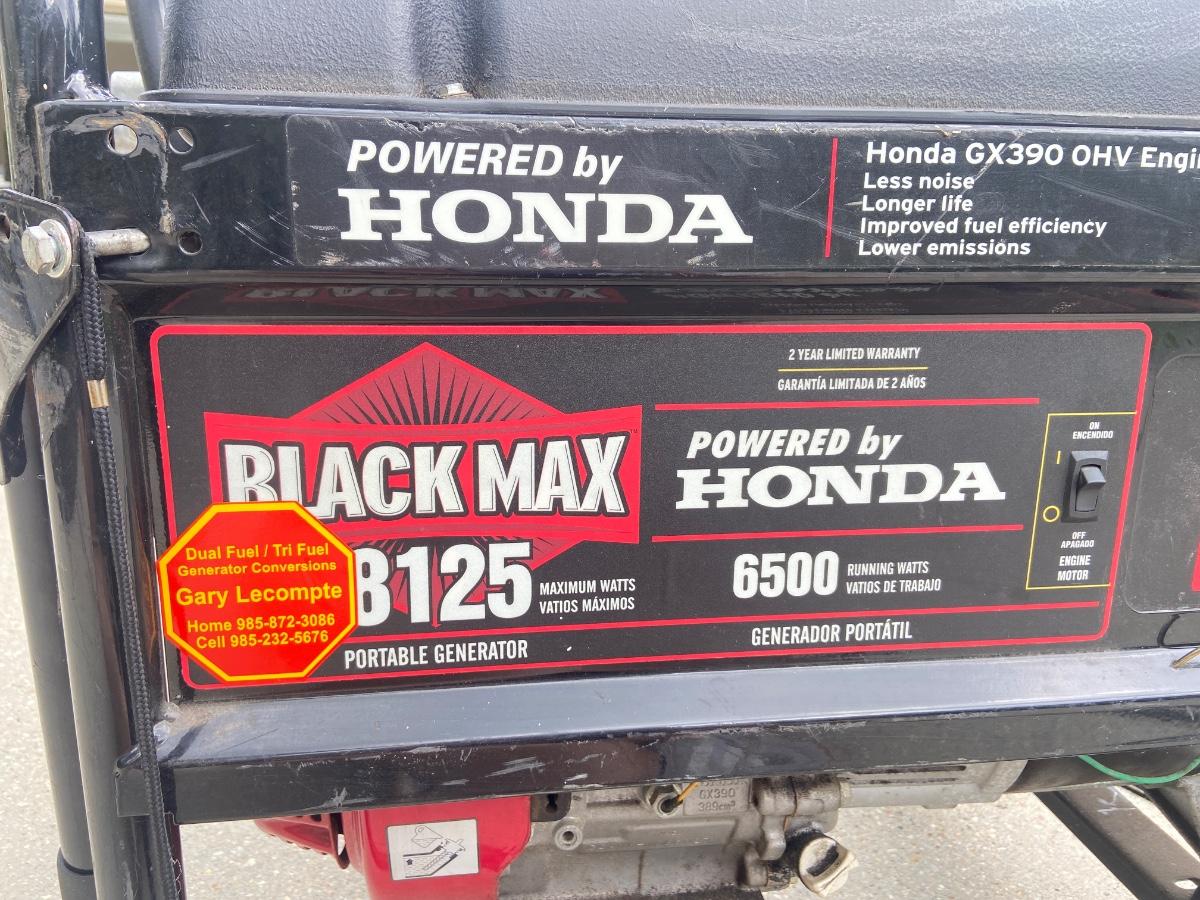 POWERED by
HONDA
Honda GX390 OHV Engi
Less noise
Longer life
Improved fuel efficiency
Lower emissions
2 YEAR LIMITED WARRANTY
GARANTÍA LIMITADA DE 2 AÑOS
BLACK MAX
POWERED by
HONDA
ON
ENCENDIDO
OFF
APAGADO
ENGINE
MOTOR
8125
MAXIMUM WATTS
VATIOS MÁXIMOS
6500
RUNNING WATTS
VATIOS DE TRABAJO
PORTABLE GENERATOR
GENERADOR PORTÁTIL
Dual Fuel / Tri Fuel
Generator Conversions
Gary Lecompte
Home 985-872-3086
Cell 985-232-5676
GX390
389cm³